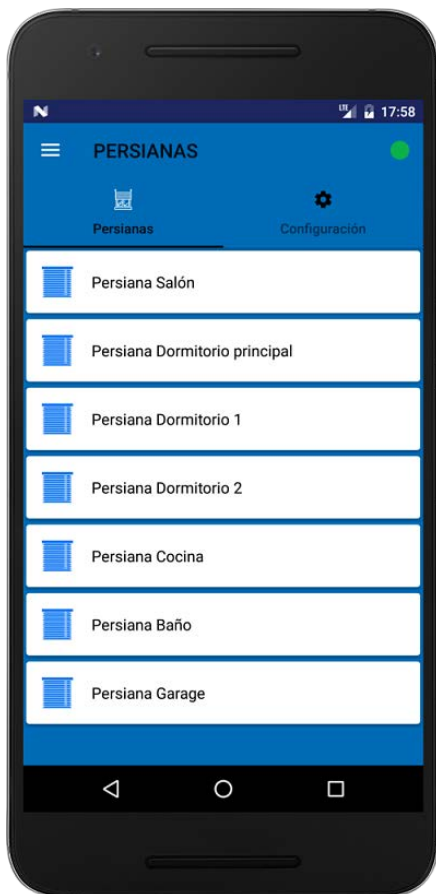 LTE 17:58
PERSIANAS
Persianas Configuración
Persiana Salón
Persiana Dormitorio principal
Persiana Dormitorio 1
Persiana Dormitorio 2
Persiana Cocina
Persiana Baño
Persiana Garage